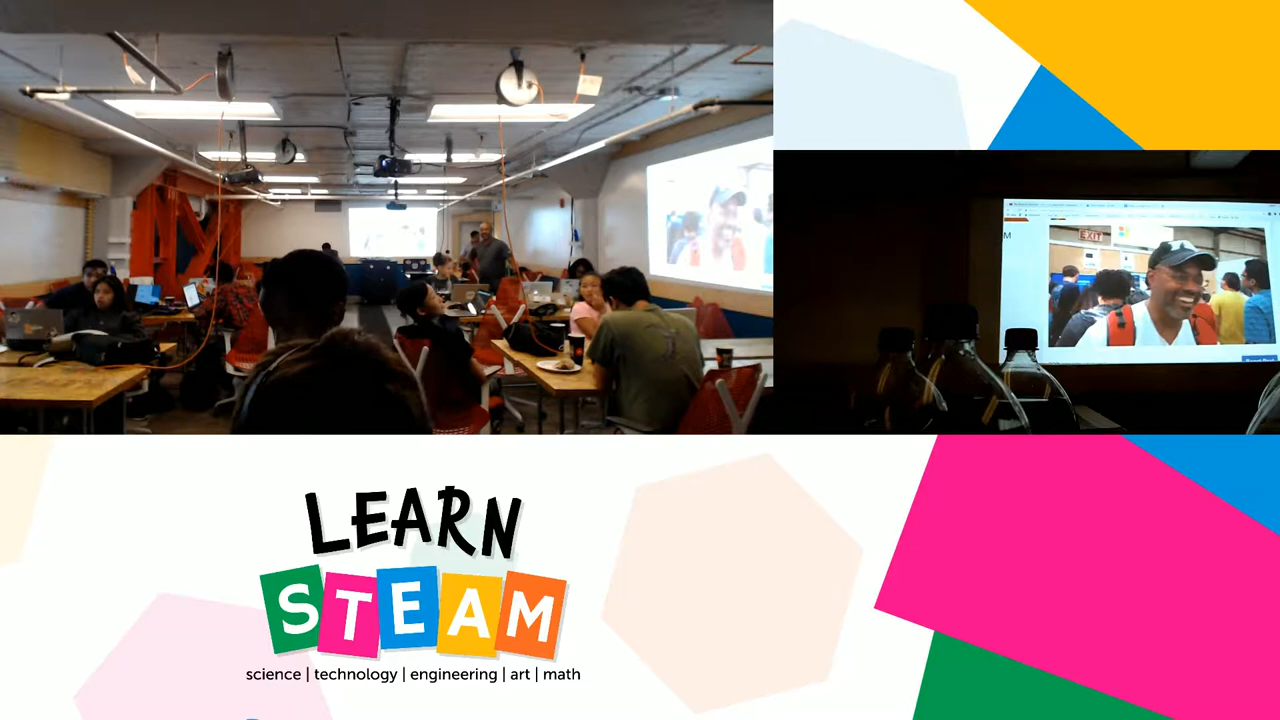 M
EXIT
LEARN
STEAM
science | technology | engineering | art | math